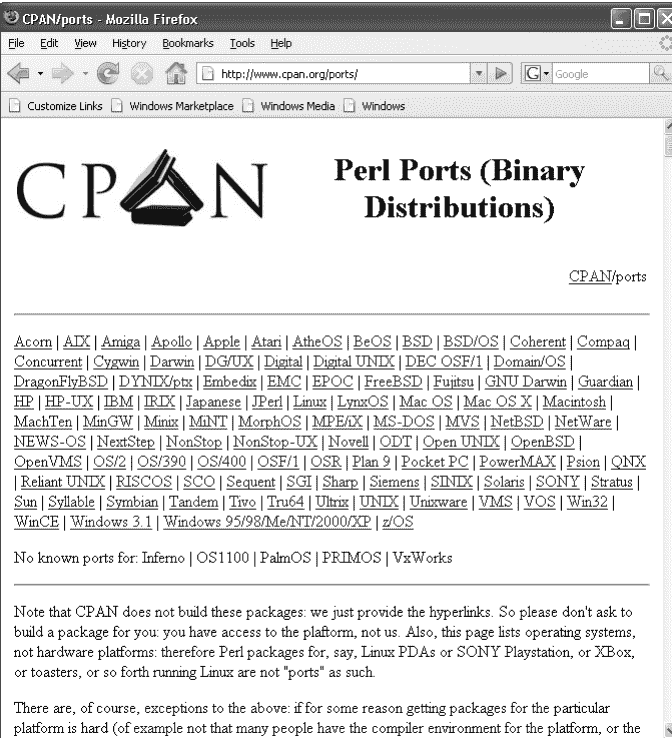 CPAN/ports - Mozilla Firefox
File Edit View History Bookmarks Tools Help
http://www.cpan.org/ports/
G Google
Customize Links Windows Marketplace Windows Media Windows
CPAN
Perl Ports (Binary
Distributions)
CPAN/ports
Acorn | AIX | Amiga | Apollo | Apple | Atari | AtheOS | BeOS | BSD | BSD/OS | Coherent | Compaq |
Concurrent | Cygwin | Darwin | DG/UX | Digital | Digital UNIX | DEC OSF/1 | Domain/OS |
DragonFlyBSD | DYNIX/ptx | Embedix | EMC | EPOC | FreeBSD | Fujitsu | GNU Darwin | Guardian |
HP | HP-UX | IBM | IRIX | Japanese | JPerl | Linux | LynxOS | Mac OS | Mac OS X | Macintosh |
MachTen | MinGW | Minix | MiNT | MorphOS | MPE/iX | MS-DOS | MVS | NetBSD | NetWare |
NEWS-OS | NextStep | NonStop | NonStop-UX | Novell | ODT | Open UNIX | OpenBSD |
OpenVMS | OS/2 | OS/390 | OS/400 | OSF/1 | OSR | Plan 9 | Pocket PC | PowerMAX | Psion | QNX
| Reliant UNIX | RISCOS | SCO | Sequent | SGI | Sharp | Siemens | SINIX | Solaris | SONY | Stratus |
Sun | Syllable | Symbian | Tandem | Tivo | Tru64 | Ultrix | UNIX | Unixware | VMS | VOS | Win32 |
WinCE | Windows 3.1 | Windows 95/98/Me/NT/2000/XP | z/OS
No known ports for: Inferno | OS1100 | PalmOS | PRIMOS | VxWorks
Note that CPAN does not build these packages: we just provide the hyperlinks. So please don't ask to
build a package for you: you have access to the plaftorm, not us. Also, this page lists operating systems,
not hardware platforms: therefore Perl packages for, say, Linux PDAs or SONY Playstation, or XBox,
or toasters, or so forth running Linux are not "ports" as such.
There are, of course, exceptions to the above: if for some reason getting packages for the particular
platform is hard (of example not that many people have the compiler environment for the platform, or the